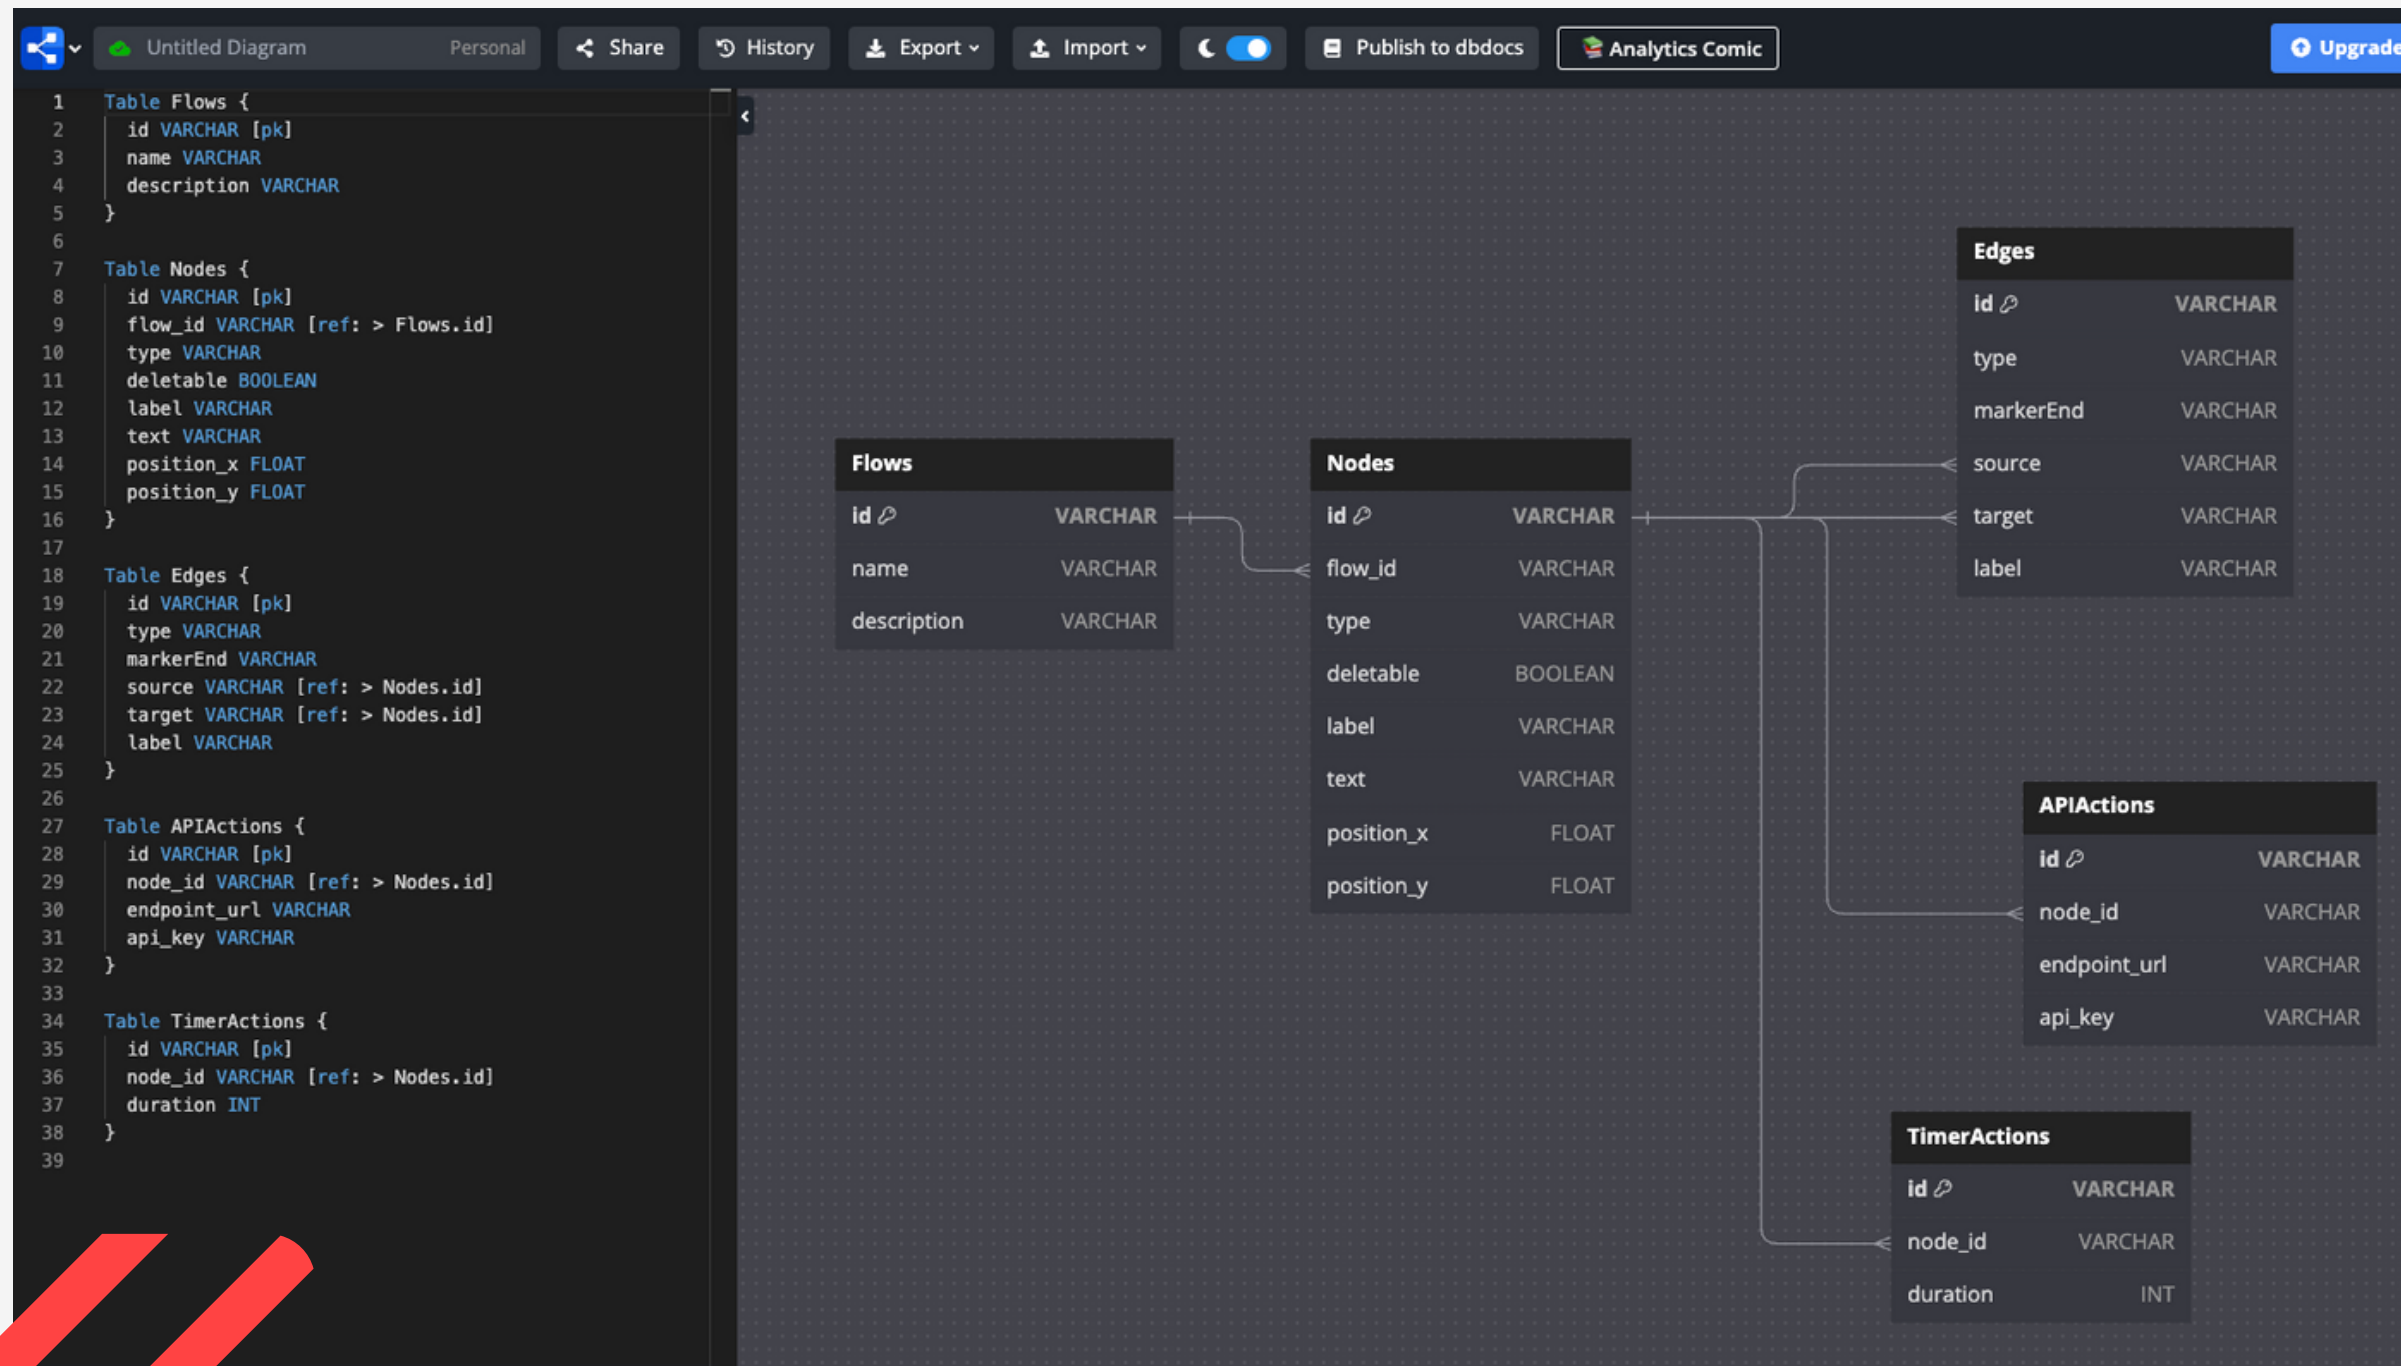 Untitled Diagram Personal Share History Export Import Publish to dbdocs Analytics Comic Upgrade
1 Table Flows {
2 id VARCHAR [pk]
3 name VARCHAR
4 description VARCHAR
5 }
6
7 Table Nodes {
8 id VARCHAR [pk]
9 flow_id VARCHAR [ref: > Flows.id]
10 type VARCHAR
11 deletable BOOLEAN
12 label VARCHAR
13 text VARCHAR
14 position_x FLOAT
15 position_y FLOAT
16 }
17
18 Table Edges {
19 id VARCHAR [pk]
20 type VARCHAR
21 markerEnd VARCHAR
22 source VARCHAR [ref: > Nodes.id]
23 target VARCHAR [ref: > Nodes.id]
24 label VARCHAR
25 }
26
27 Table APIActions {
28 id VARCHAR [pk]
29 node_id VARCHAR [ref: > Nodes.id]
30 endpoint_url VARCHAR
31 api_key VARCHAR
32 }
33
34 Table TimerActions {
35 id VARCHAR [pk]
36 node_id VARCHAR [ref: > Nodes.id]
37 duration INT
38 }
39
Flows
id VARCHAR
name VARCHAR
description VARCHAR
Nodes
id VARCHAR
flow_id VARCHAR
type VARCHAR
deletable BOOLEAN
label VARCHAR
text VARCHAR
position_x FLOAT
position_y FLOAT
Edges
id VARCHAR
type VARCHAR
markerEnd VARCHAR
source VARCHAR
target VARCHAR
label VARCHAR
APIActions
id VARCHAR
node_id VARCHAR
endpoint_url VARCHAR
api_key VARCHAR
TimerActions
id VARCHAR
node_id VARCHAR
duration INT